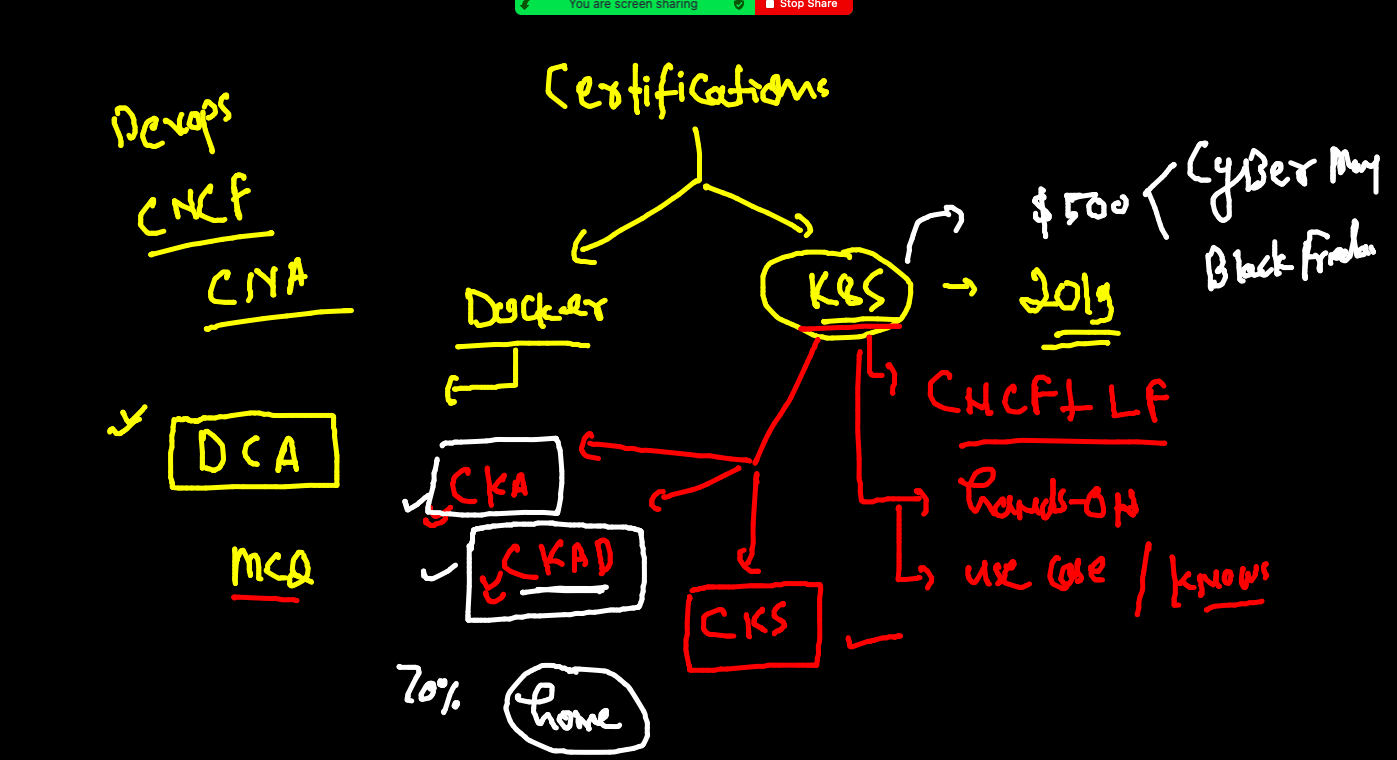 You are screen sharing
Stop Share
Certifications
Devops
CNCF
CNA
Docker
K8S
$500
Cyber
Black Friday
2019
CNCF + LF
DCA
CKA
hands-ON
MCQ
CKAD
use case / knows
CKS
70%
home